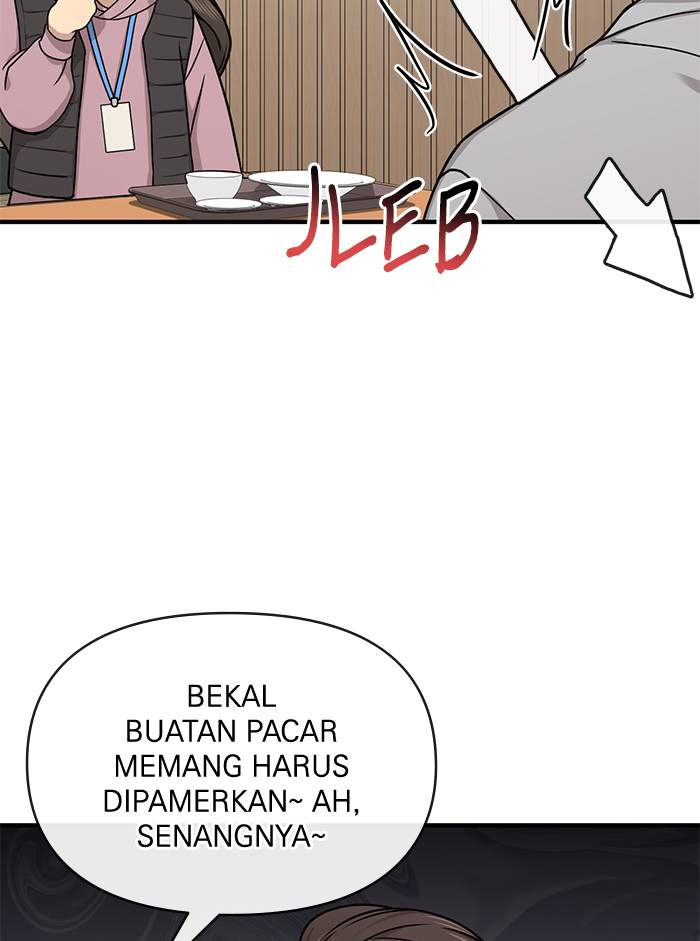 JLEB
BEKAL
BUATAN PACAR
MEMANG HARUS
DIPAMERKAN~ AH,
SENANGNYA~